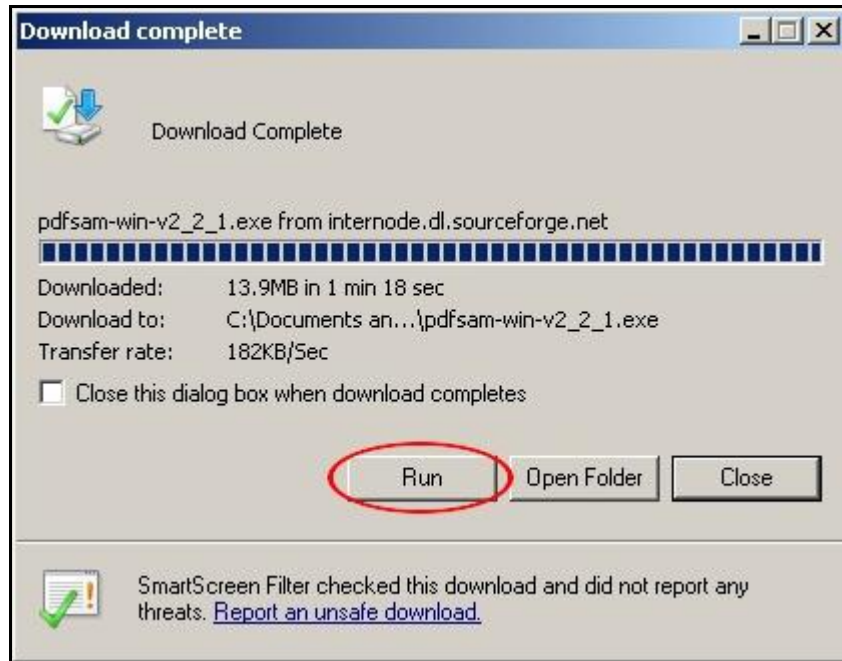 Download complete
Download Complete
pdfsam-win-v2_2_1.exe from internode.dl.sourceforge.net
Downloaded: 13.9MB in 1 min 18 sec
Download to: C:\Documents an...\pdfsam-win-v2_2_1.exe
Transfer rate: 182KB/Sec
Close this dialog box when download completes
Run Open Folder Close
SmartScreen Filter checked this download and did not report any
threats. Report an unsafe download.